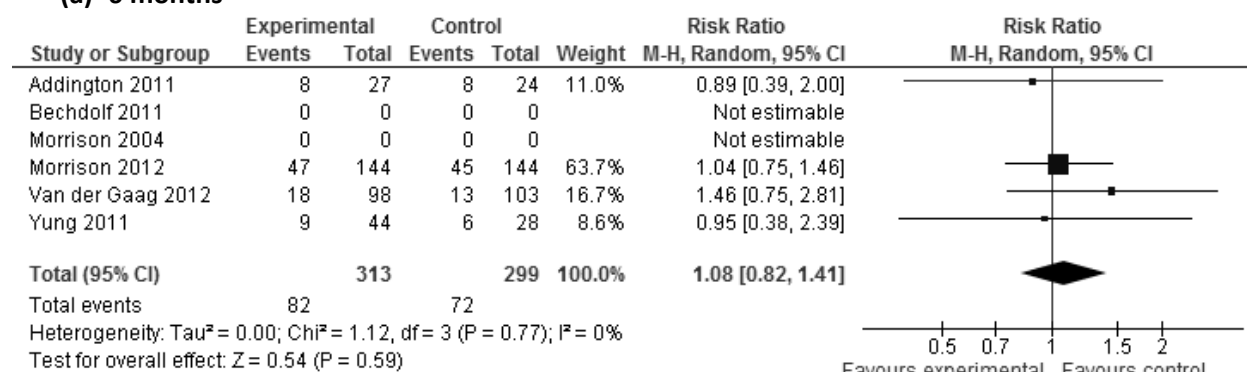 (a) 6 months
Experimental Control Risk Ratio Risk Ratio
Study or Subgroup Events Total Events Total Weight M-H, Random, 95% CI M-H, Random, 95% CI
Addington 2011 8 27 8 24 11.0% 0.89 [0.39, 2.00]
Bechdolf 2011 0 0 0 0 Not estimable
Morrison 2004 0 0 0 0 Not estimable
Morrison 2012 47 144 45 144 63.7% 1.04 [0.75, 1.46]
Van der Gaag 2012 18 98 13 103 16.7% 1.46 [0.75, 2.81]
Yung 2011 9 44 6 28 8.6% 0.95 [0.38, 2.39]
Total (95% CI) 313 299 100.0% 1.08 [0.82, 1.41]
Total events 82 72
Heterogeneity: Tau² = 0.00; Chi² = 1.12, df = 3 (P = 0.77); I² = 0%
Test for overall effect: Z = 0.54 (P = 0.59)
0.5 0.7 1 1.5 2
Favours experimental Favours control